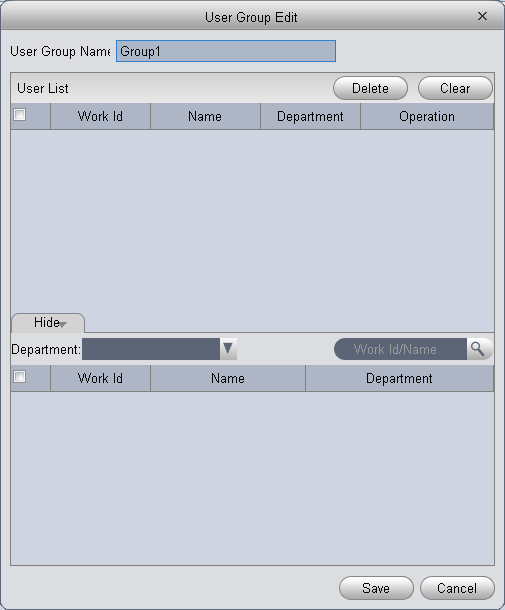 User Group Edit
User Group Name Group1
User List Delete Clear
Work Id Name Department Operation
Hide
Department: Work Id/Name
Work Id Name Department
Save Cancel